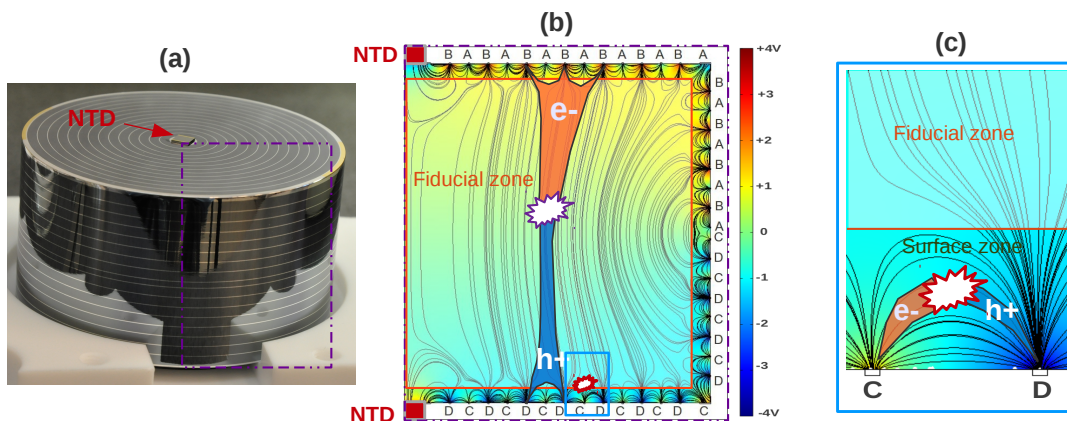 (a)
NTD
(b)
NTD
B A B A B A B A B A B A B A
e-
Fiducial zone
h+
B
A
B
A
B
A
B
A
C
D
C
D
C
D
C
D
NTD
D C D C D C D C D C D C D C
+4V
+3
+2
+1
0
-1
-2
-3
-4V
(c)
Fiducial zone
Surface zone
e-
h+
C
D